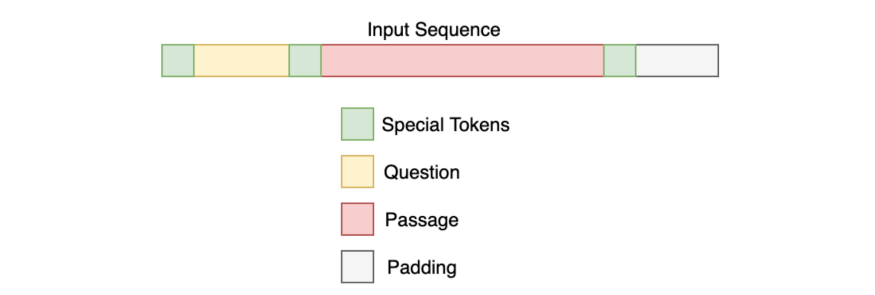 Input Sequence
Special Tokens
Question
Passage
Padding